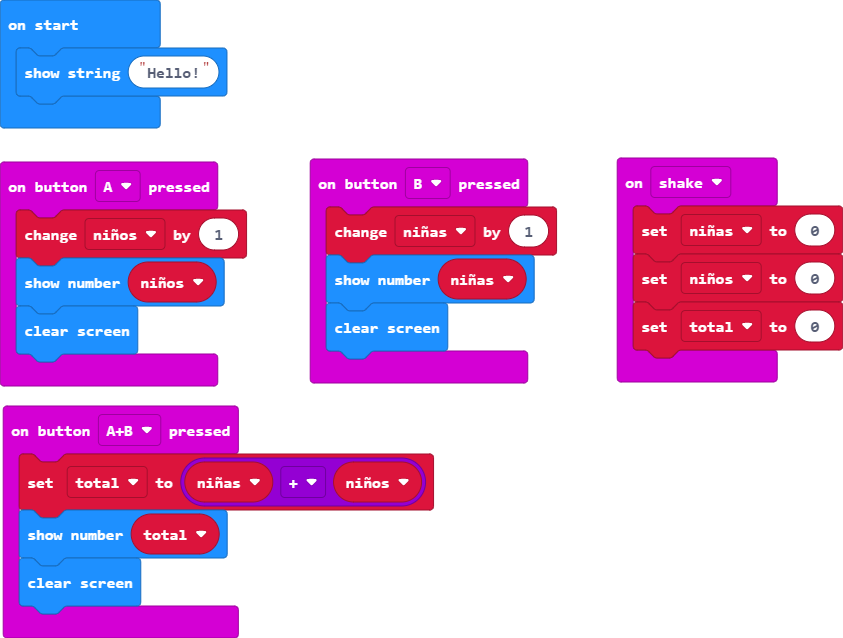 on start
show string "Hello!"
on button A pressed
change niños by 1
show number niños
clear screen
on button B pressed
change niñas by 1
show number niñas
clear screen
on shake
set niñas to 0
set niños to 0
set total to 0
on button A+B pressed
set total to niñas + niños
show number total
clear screen